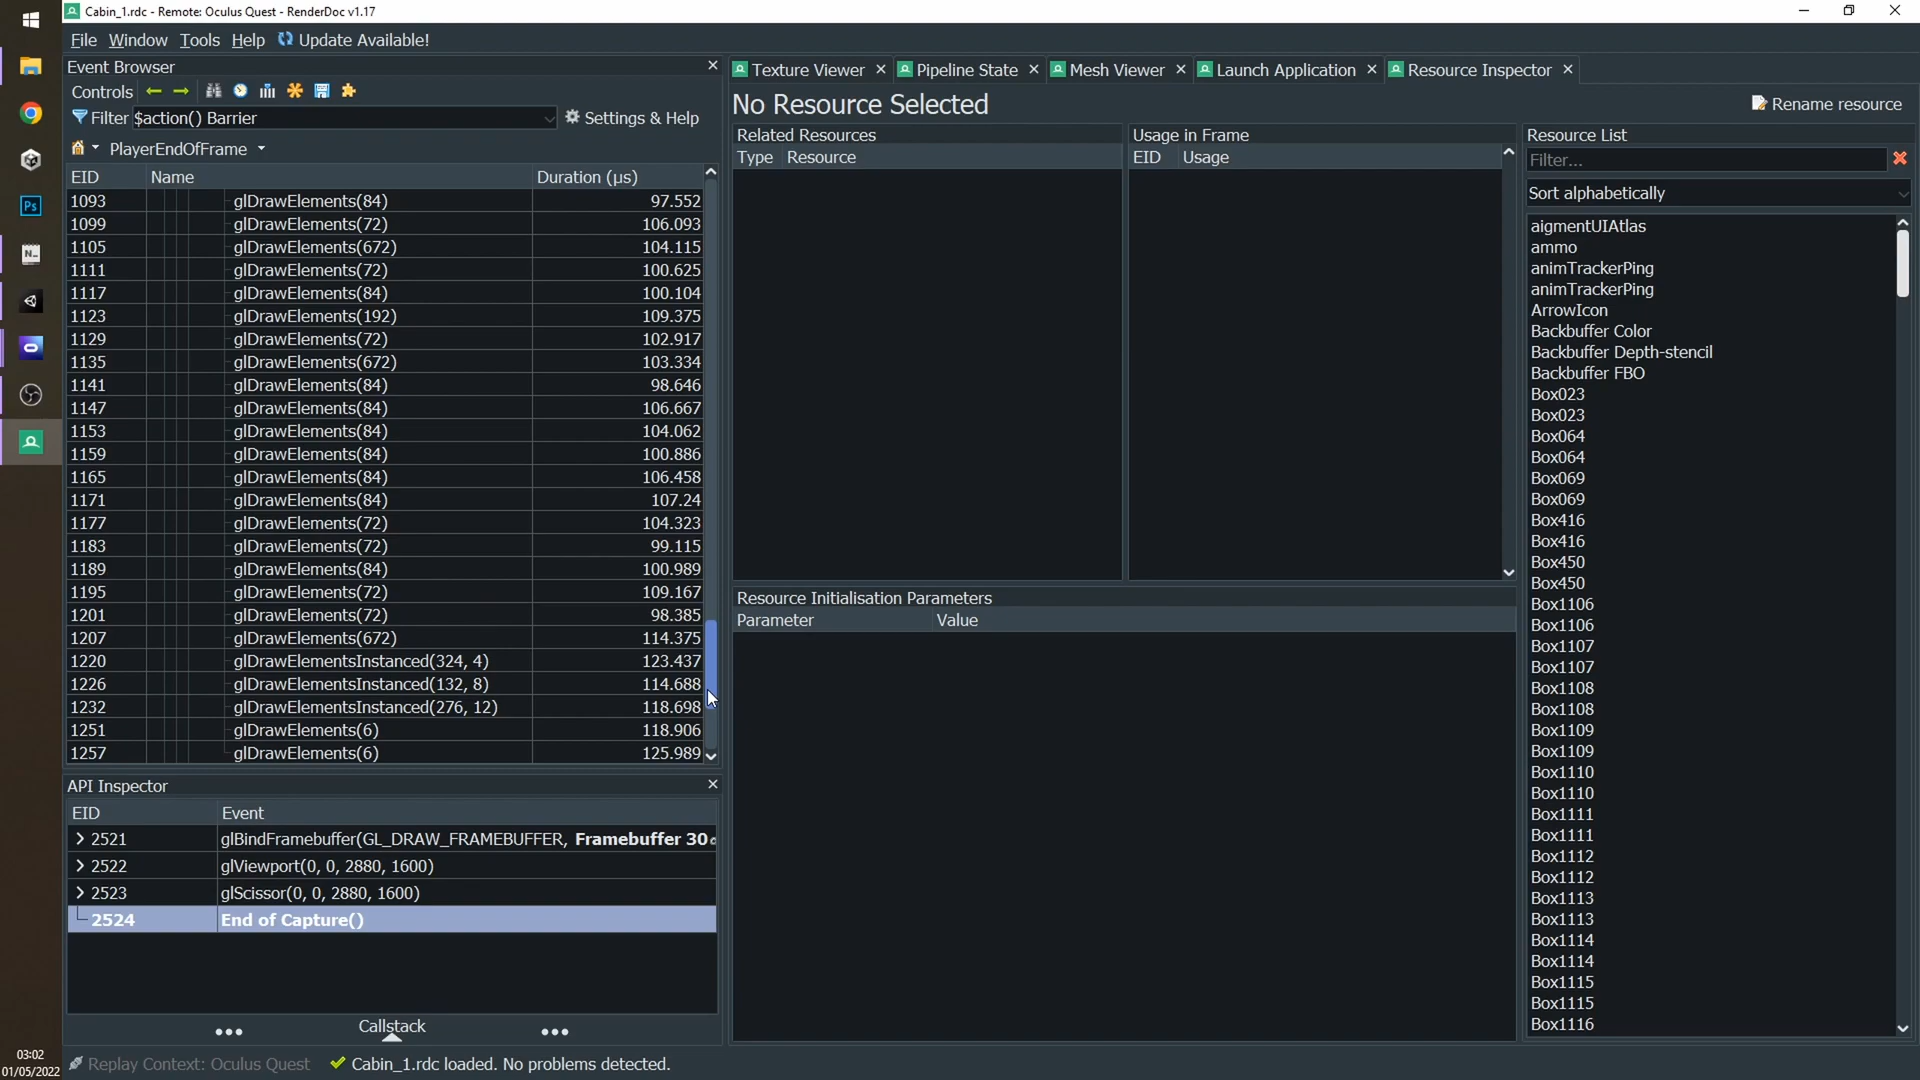 Cabin_1.rdc - Remote: Oculus Quest - RenderDoc v1.17
File Window Tools Help Update Available!
Event Browser
Controls
Filter $action() Barrier Settings & Help
PlayerEndOfFrame
EID Name Duration (µs)
1093 glDrawElements(84) 97.552
1099 glDrawElements(72) 106.093
1105 glDrawElements(672) 104.115
1111 glDrawElements(72) 100.625
1117 glDrawElements(84) 100.104
1123 glDrawElements(192) 109.375
1129 glDrawElements(72) 102.917
1135 glDrawElements(672) 103.334
1141 glDrawElements(84) 98.646
1147 glDrawElements(84) 106.667
1153 glDrawElements(84) 104.062
1159 glDrawElements(84) 100.886
1165 glDrawElements(84) 106.458
1171 glDrawElements(84) 107.24
1177 glDrawElements(72) 104.323
1183 glDrawElements(72) 99.115
1189 glDrawElements(84) 100.989
1195 glDrawElements(72) 109.167
1201 glDrawElements(72) 98.385
1207 glDrawElements(672) 114.375
1220 glDrawElementsInstanced(324, 4) 123.437
1226 glDrawElementsInstanced(132, 8) 114.688
1232 glDrawElementsInstanced(276, 12) 118.698
1251 glDrawElements(6) 118.906
1257 glDrawElements(6) 125.989
API Inspector
EID Event
2521 glBindFramebuffer(GL_DRAW_FRAMEBUFFER, Framebuffer 30
2522 glViewport(0, 0, 2880, 1600)
2523 glScissor(0, 0, 2880, 1600)
2524 End of Capture()
••• Callstack •••
Replay Context: Oculus Quest Cabin_1.rdc loaded. No problems detected.
Texture Viewer Pipeline State Mesh Viewer Launch Application Resource Inspector
No Resource Selected Rename resource
Related Resources
Type Resource
Usage in Frame
EID Usage
Resource Initialisation Parameters
Parameter Value
Resource List
Filter...
Sort alphabetically
aigmentUIAtlas
ammo
animTrackerPing
animTrackerPing
ArrowIcon
Backbuffer Color
Backbuffer Depth-stencil
Backbuffer FBO
Box023
Box023
Box064
Box064
Box069
Box069
Box416
Box416
Box450
Box450
Box1106
Box1106
Box1107
Box1107
Box1108
Box1108
Box1109
Box1109
Box1110
Box1110
Box1111
Box1111
Box1112
Box1112
Box1113
Box1113
Box1114
Box1114
Box1115
Box1115
Box1116
Ps
N..
03:02
01/05/2022